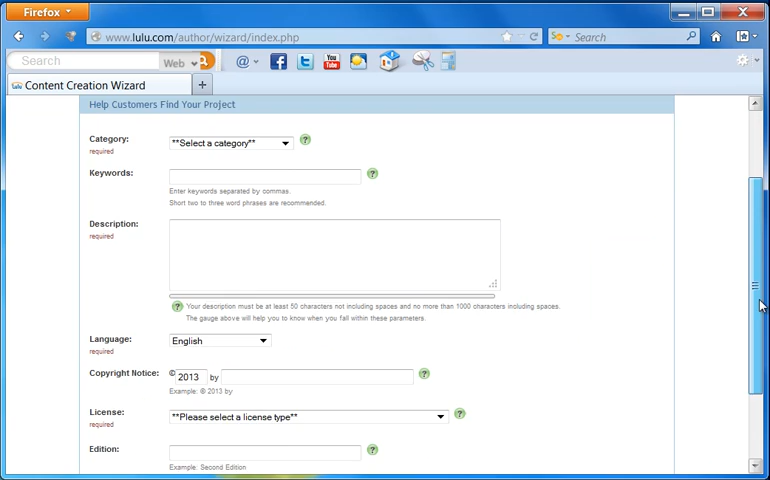 Firefox
www.lulu.com/author/wizard/index.php
Search
Search
Web
Content Creation Wizard
Help Customers Find Your Project
Category:
required
**Select a category**
Keywords:
Enter keywords separated by commas.
Short two to three word phrases are recommended.
Description:
required
Your description must be at least 50 characters not including spaces and no more than 1000 characters including spaces.
The gauge above will help you to know when you fall within these parameters.
Language:
required
English
Copyright Notice:
© 2013 by
Example: © 2013 by
License:
required
**Please select a license type**
Edition:
Example: Second Edition